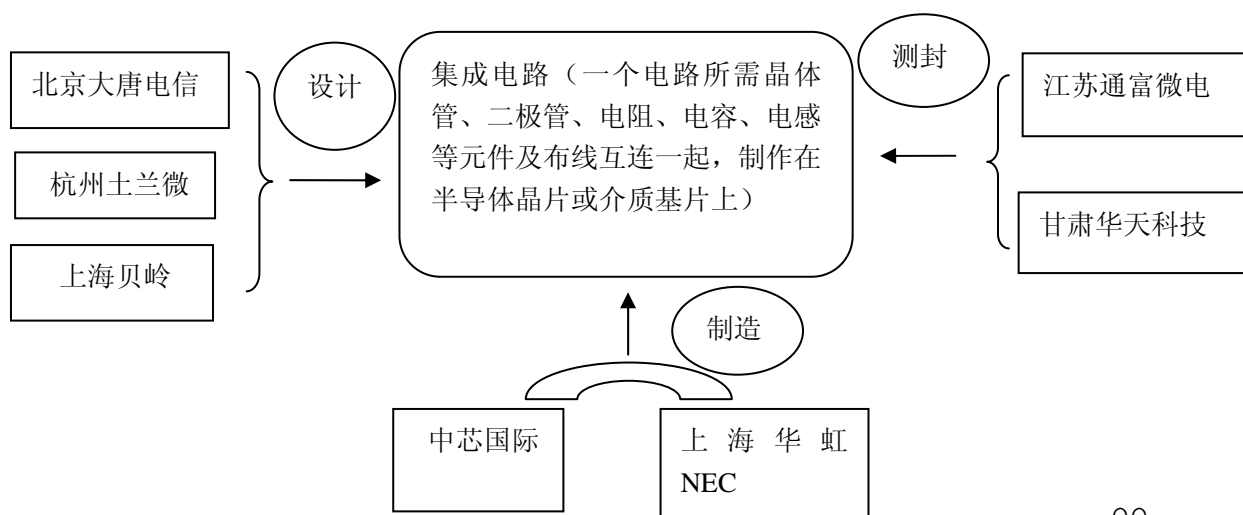 北京大唐电信
杭州土兰微
上海贝岭
设计
集成电路（一个电路所需晶体
管、二极管、电阻、电容、电感
等元件及布线互连一起，制作在
半导体晶片或介质基片上）
测封
江苏通富微电
甘肃华天科技
制造
中芯国际
上海华虹
NEC